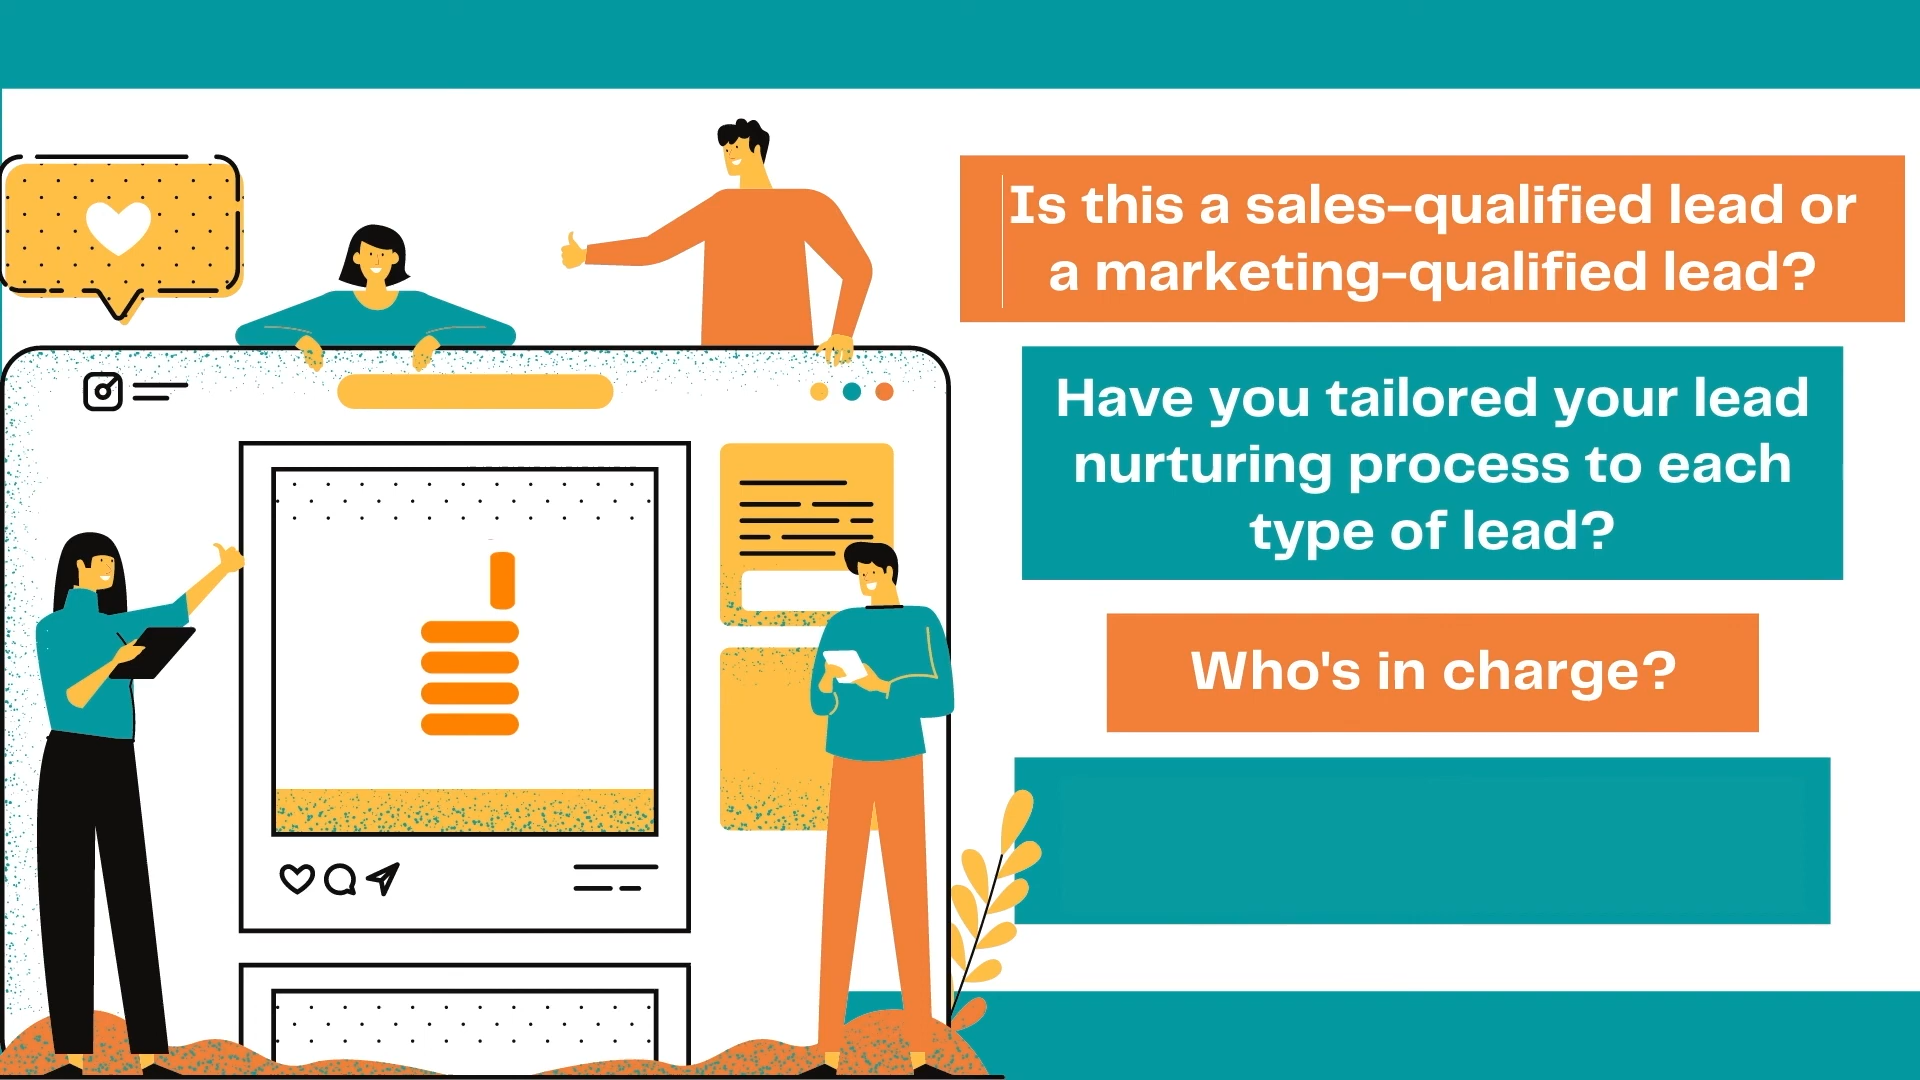 Is this a sales-qualified lead or
a marketing-qualified lead?
Have you tailored your lead
nurturing process to each
type of lead?
Who's in charge?